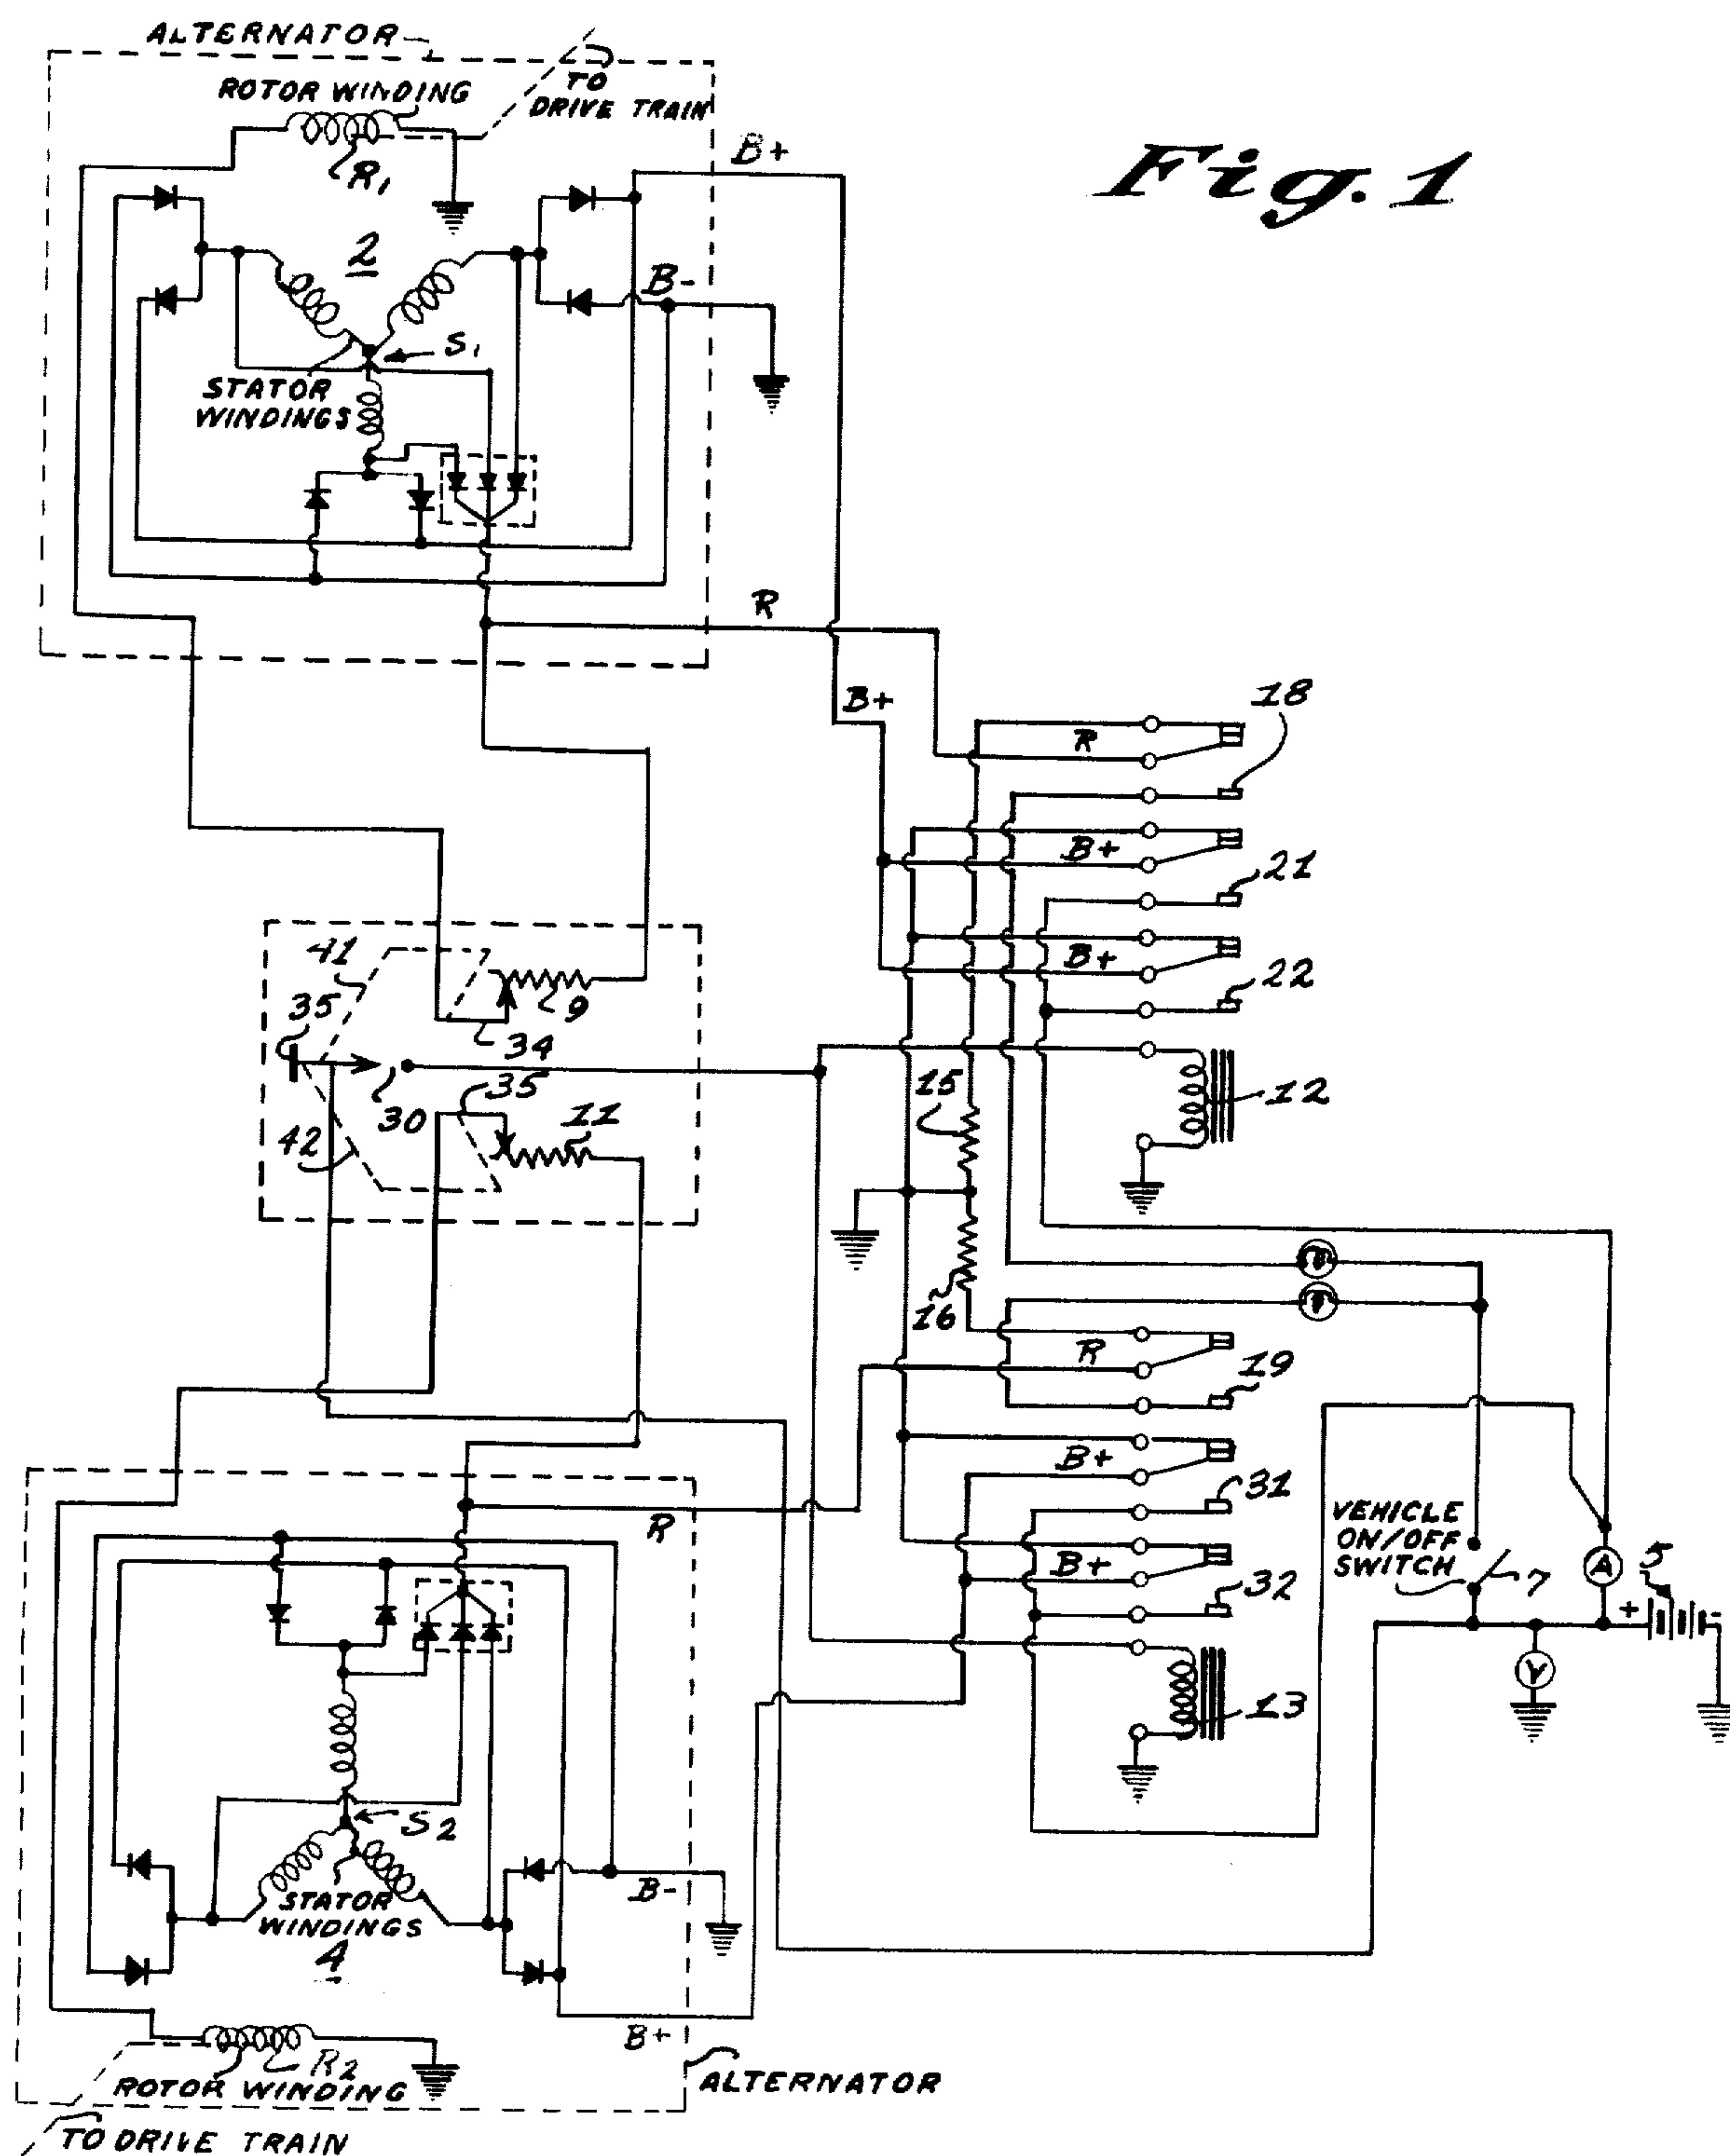 ALTERNATOR
ROTOR WINDING
TO
DRIVE TRAIN
R1
B+
Fig. 1
2
B-
S1
STATOR
WINDINGS
R
B+
18
R
B+
21
B+
22
41
35
9
34
30
35
11
42
15
12
16
R
19
B+
31
VEHICLE
ON/OFF
SWITCH
7
A
5
B+
32
+
-
V
R
13
S2
STATOR
WINDINGS
4
B-
B+
R2
ROTOR WINDING
ALTERNATOR
TO DRIVE TRAIN